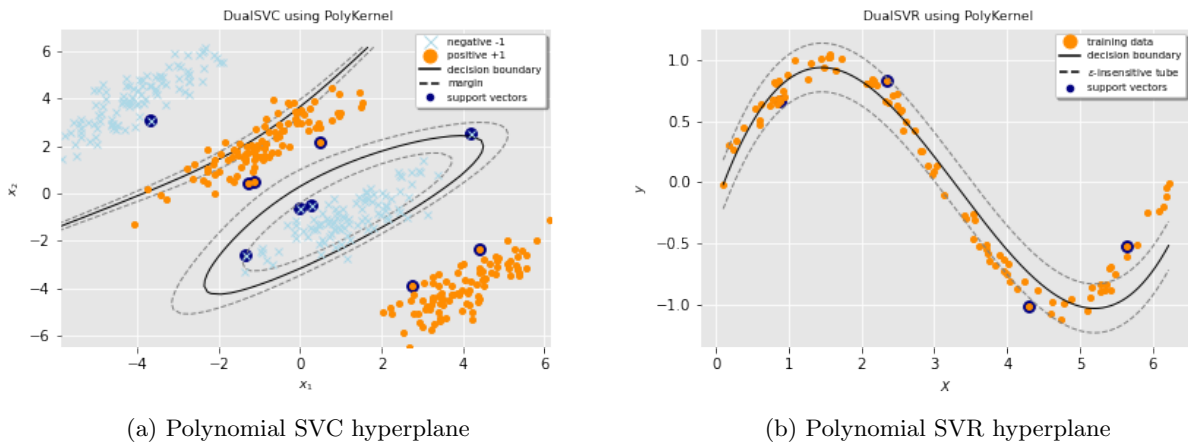 DualSVC using PolyKernel
negative -1
positive +1
decision boundary
margin
support vectors
6
4
2
0
−2
−4
−6
x₂
−4
−2
0
2
4
6
x₁
(a) Polynomial SVC hyperplane
DualSVR using PolyKernel
training data
decision boundary
ε-insensitive tube
support vectors
1.0
0.5
0.0
−0.5
−1.0
y
0
1
2
3
4
5
6
X
(b) Polynomial SVR hyperplane